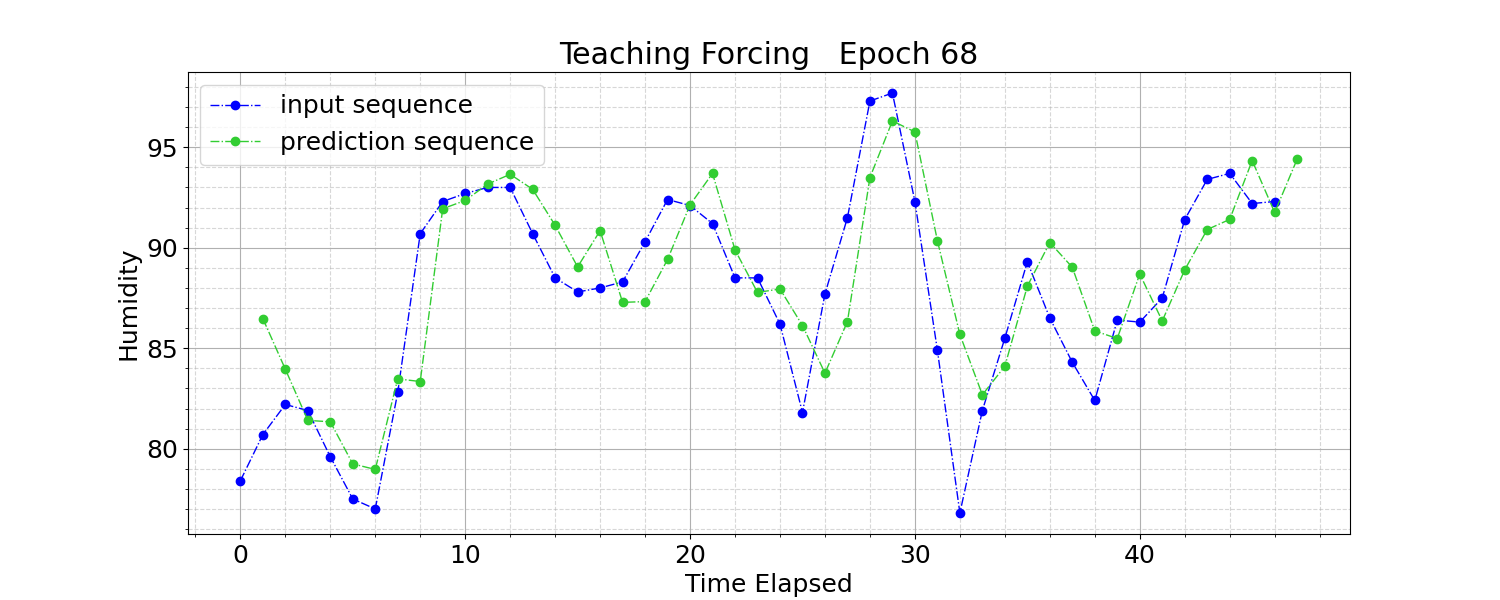 Teaching Forcing   Epoch 68
input sequence
prediction sequence
Humidity
95
90
85
80
0 10 20 30 40
Time Elapsed